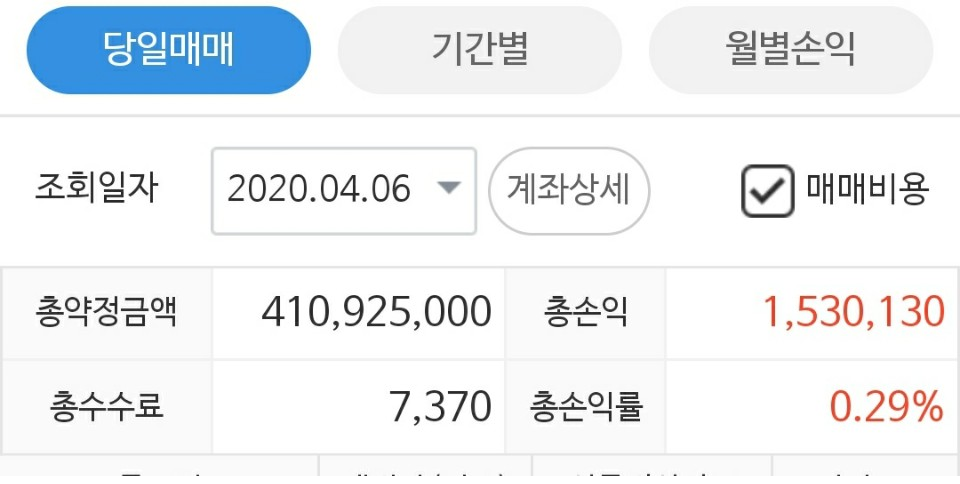 당일매매 기간별 월별손익
조회일자 2020.04.06 계좌상세 매매비용
총약정금액 410,925,000 총손익 1,530,130
총수수료 7,370 총손익률 0.29%